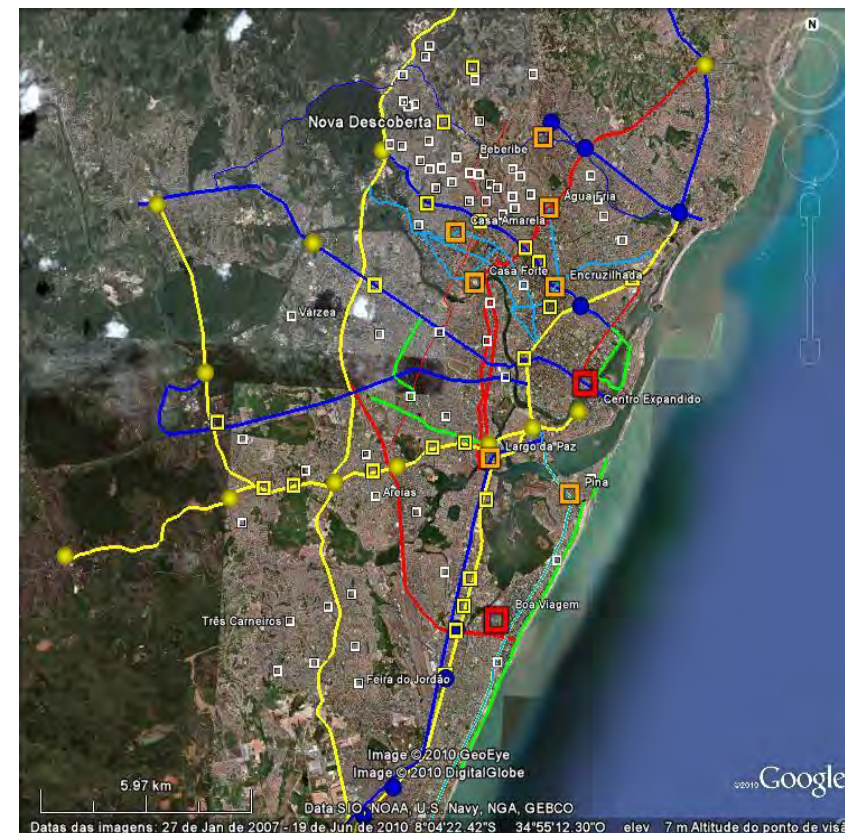 N
Nova Descoberta
Beberibe
Água Fria
Casa Amarela
Casa Forte
Encruzilhada
Várzea
Centro Expandido
Largo da Paz
Areias
Pina
Boa Viagem
Três Carneiros
Feira do Jordão
Image © 2010 GeoEye
Image © 2010 DigitalGlobe
5.97 km
©2010 Google
Data SIO, NOAA, U.S. Navy, NGA, GEBCO
Datas das imagens: 27 de Jan de 2007 - 19 de Jun de 2010 8°04'22.42"S 34°55'12.30"O elev 7 m Altitude do ponto de